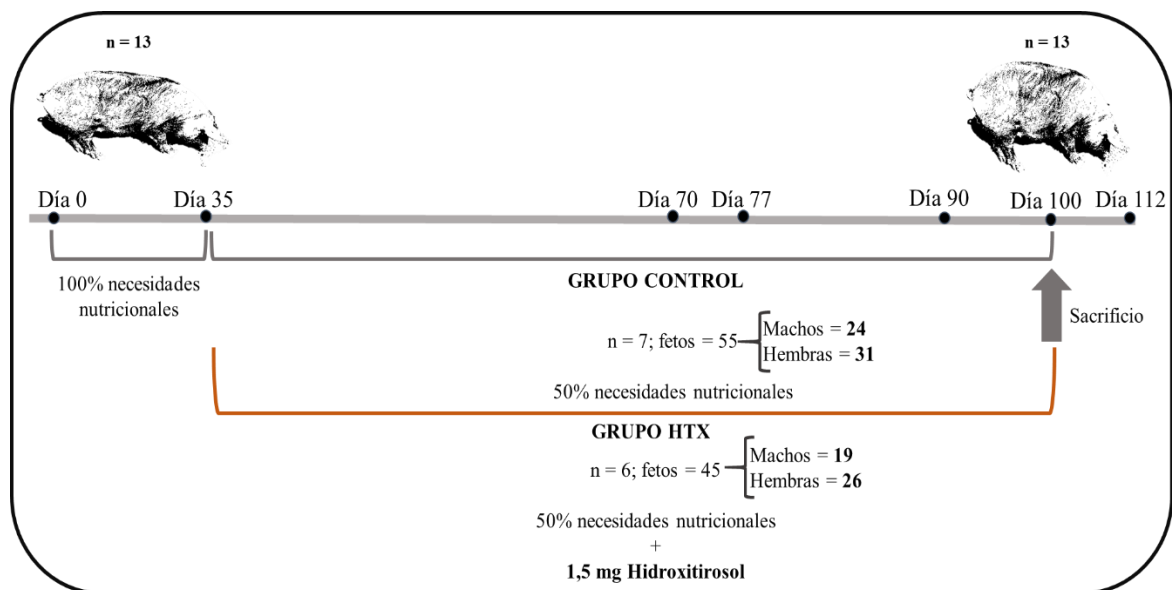 n = 13
n = 13
Día 0
Día 35
Día 70
Día 77
Día 90
Día 100
Día 112
100% necesidades
nutricionales
GRUPO CONTROL
Sacrificio
n = 7; fetos = 55
Machos = 24
Hembras = 31
50% necesidades nutricionales
GRUPO HTX
n = 6; fetos = 45
Machos = 19
Hembras = 26
50% necesidades nutricionales
+
1,5 mg Hidroxitirosol